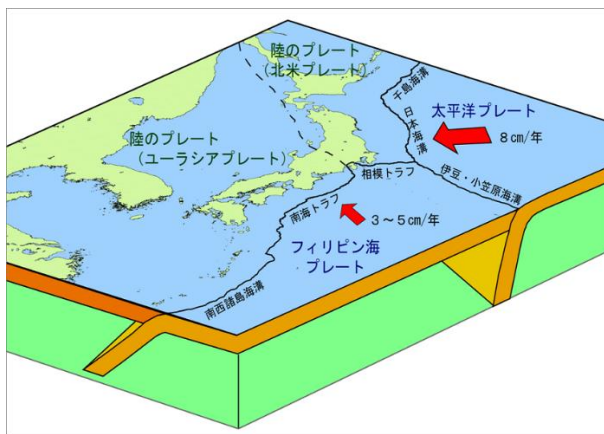 陸のプレート
（北米プレート）
千島海溝
太平洋プレート
日本海溝
8㎝/年
陸のプレート
（ユーラシアプレート）
相模トラフ
伊豆・小笠原海溝
南海トラフ
3～5㎝/年
フィリピン海
プレート
南西諸島海溝